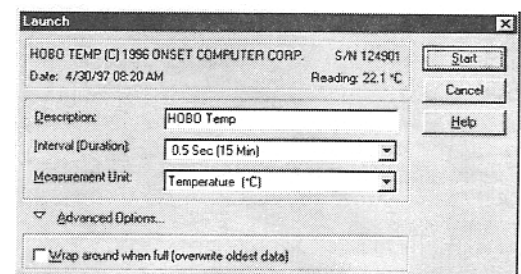 Launch
HOBO TEMP (C) 1996 ONSET COMPUTER CORP. S/N 124901
Date: 4/30/97 08:20 AM Reading: 22.1 °C
Start
Cancel
Help
Description: HOBO Temp
Interval (Duration): 0.5 Sec (15 Min)
Measurement Unit: Temperature (°C)
Advanced Options...
Wrap around when full (overwrite oldest data)